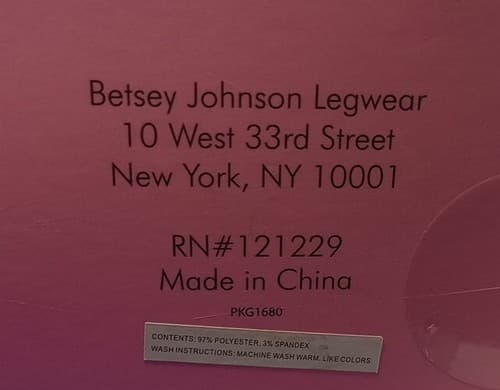 Betsey Johnson Legwear
10 West 33rd Street
New York, NY 10001
RN#121229
Made in China
PKG1680
CONTENTS: 97% POLYESTER, 3% SPANDEX
WASH INSTRUCTIONS: MACHINE WASH WARM. LIKE COLORS